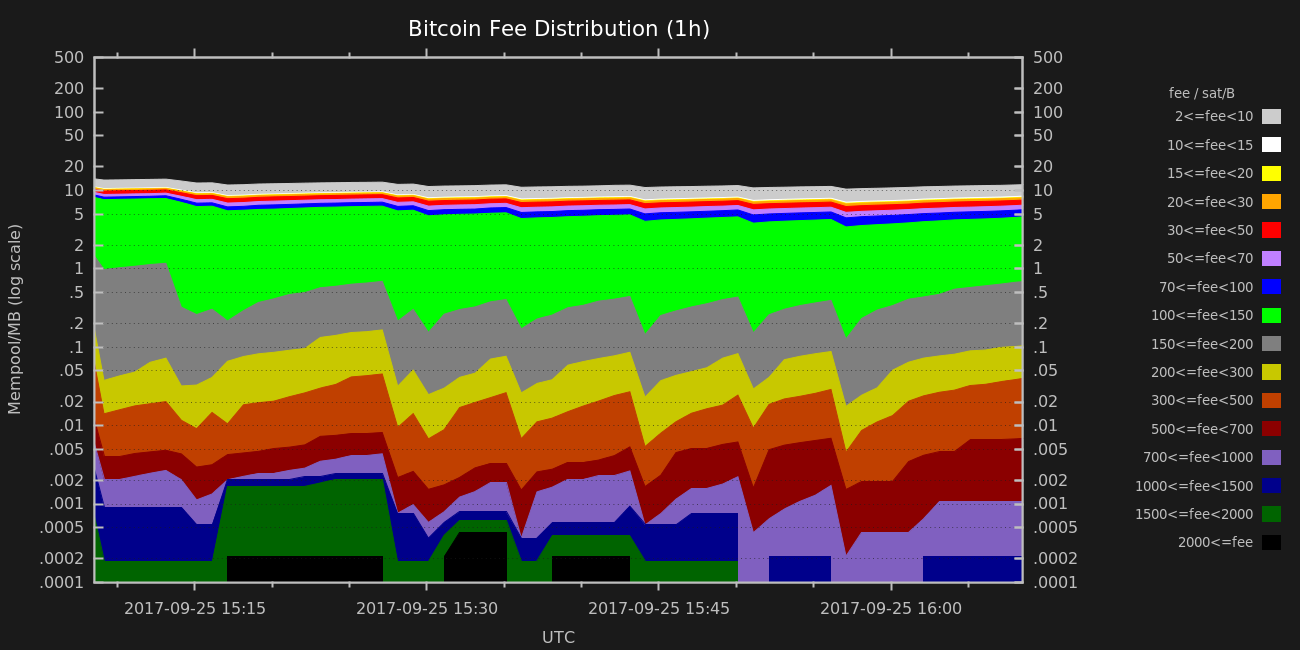 Bitcoin Fee Distribution (1h)
500
200
100
50
20
10
5
2
1
.5
.2
.1
.05
.02
.01
.005
.002
.001
.0005
.0002
.0001
Mempool/MB (log scale)
500
200
100
50
20
10
5
2
1
.5
.2
.1
.05
.02
.01
.005
.002
.001
.0005
.0002
.0001
fee / sat/B
2<=fee<10
10<=fee<15
15<=fee<20
20<=fee<30
30<=fee<50
50<=fee<70
70<=fee<100
100<=fee<150
150<=fee<200
200<=fee<300
300<=fee<500
500<=fee<700
700<=fee<1000
1000<=fee<1500
1500<=fee<2000
2000<=fee
2017-09-25 15:15
2017-09-25 15:30
2017-09-25 15:45
2017-09-25 16:00
UTC